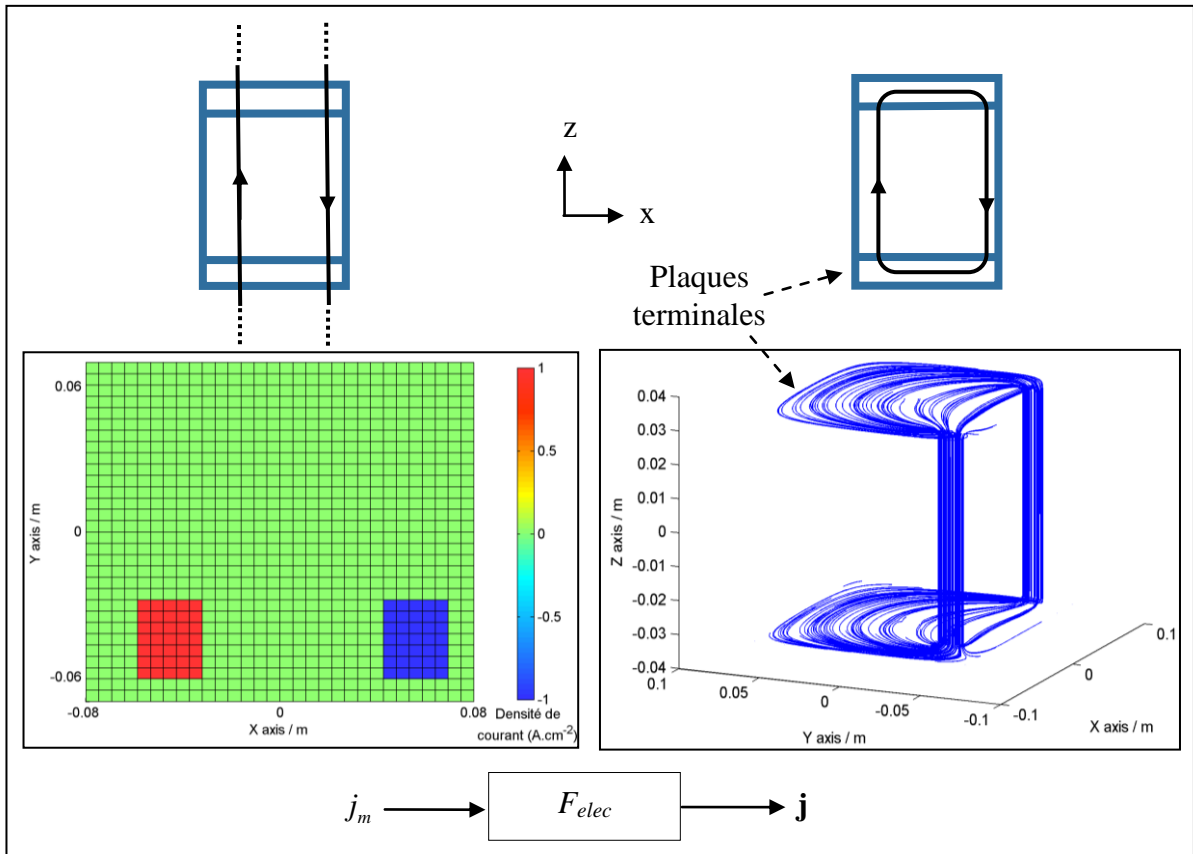 z
x
Plaques
terminales
0.06
0
-0.06
Y axis / m
-0.08
0
0.08
X axis / m
1
0.5
0
-0.5
-1
Densité de
courant (A.cm-2)
0.04
0.03
0.02
0.01
0
-0.01
-0.02
-0.03
-0.04
Z axis / m
0.1
0.05
0
-0.05
-0.1
Y axis / m
-0.1
0
0.1
X axis / m
jm
Felec
j